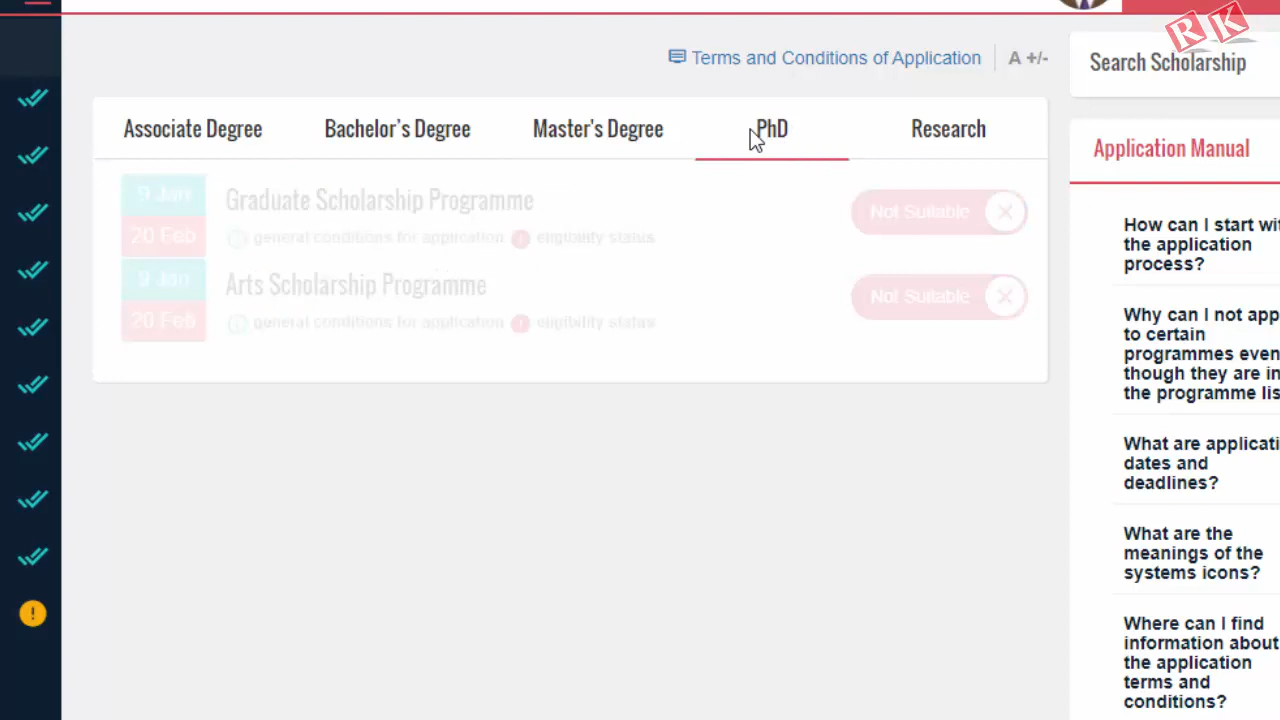 RK
Terms and Conditions of Application
A +/-
Search Scholarship
Associate Degree
Bachelor's Degree
Master's Degree
PhD
Research
Application Manual
9 Jan
20 Feb
Graduate Scholarship Programme
general conditions for application
eligibility status
Not Suitable
9 Jan
20 Feb
Arts Scholarship Programme
general conditions for application
eligibility status
Not Suitable
How can I start wit
the application
process?
Why can I not app
to certain
programmes even
though they are in
the programme lis
What are applicati
dates and
deadlines?
What are the
meanings of the
systems icons?
Where can I find
information about
the application
terms and
conditions?